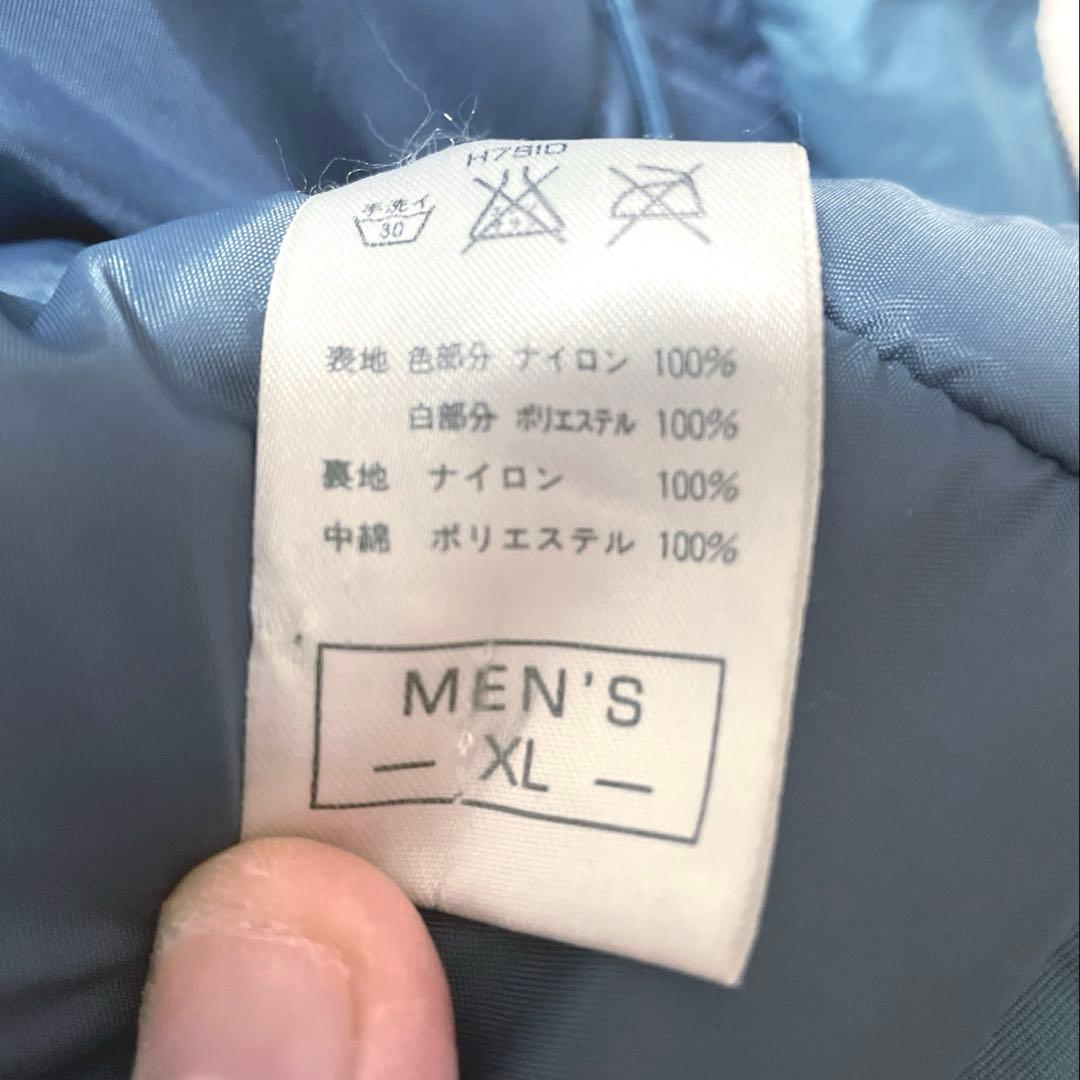 手洗イ
30
表地 色部分 ナイロン 100%
白部分 ポリエステル 100%
裏地 ナイロン 100%
中綿 ポリエステル 100%
MEN'S
— XL —